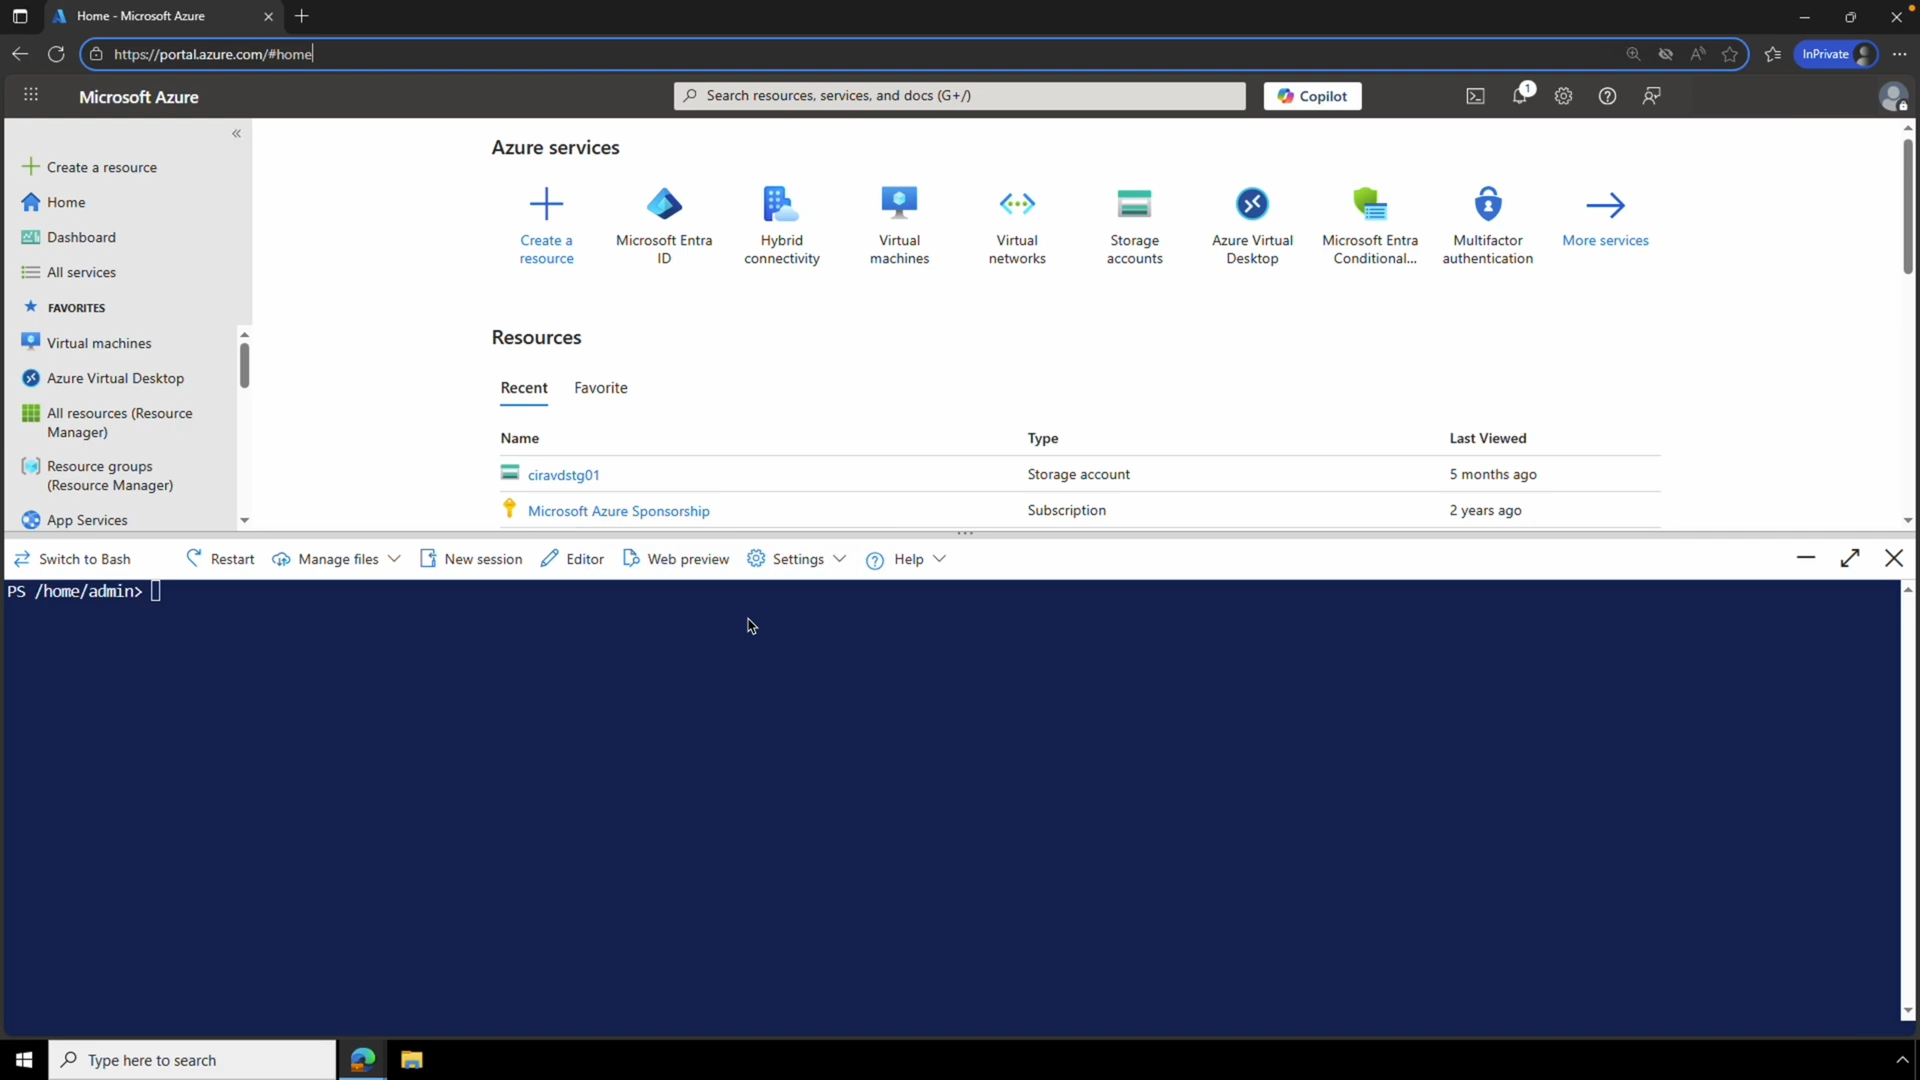 Home - Microsoft Azure
https://portal.azure.com/#home
InPrivate
Microsoft Azure
Search resources, services, and docs (G+/)
Copilot
1
Create a resource
Home
Dashboard
All services
FAVORITES
Virtual machines
Azure Virtual Desktop
All resources (Resource
Manager)
Resource groups
(Resource Manager)
App Services
Azure services
Create a
resource
Microsoft Entra
ID
Hybrid
connectivity
Virtual
machines
Virtual
networks
Storage
accounts
Azure Virtual
Desktop
Microsoft Entra
Conditional...
Multifactor
authentication
More services
Resources
Recent Favorite
Name Type Last Viewed
ciravdstg01 Storage account 5 months ago
Microsoft Azure Sponsorship Subscription 2 years ago
Switch to Bash Restart Manage files New session Editor Web preview Settings Help
PS /home/admin>
Type here to search